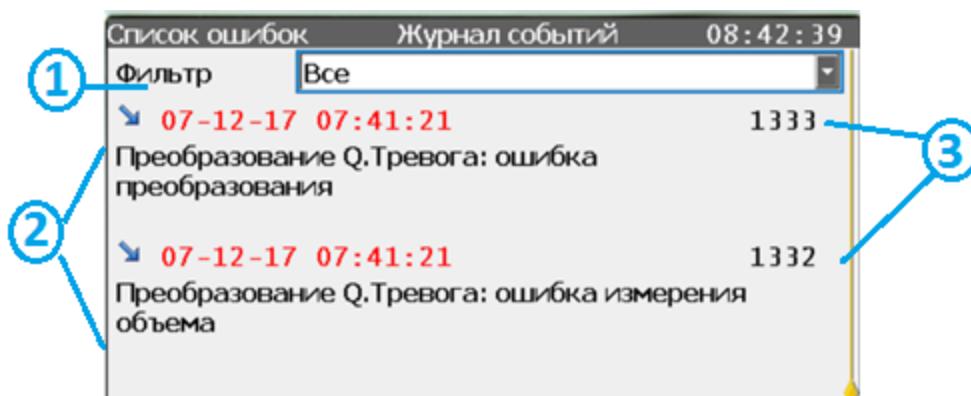 Список ошибок Журнал событий 08:42:39
1 Фильтр Все
07-12-17 07:41:21 1333
3
Преобразование Q.Тревога: ошибка
преобразования
2
07-12-17 07:41:21 1332
Преобразование Q.Тревога: ошибка измерения
объема